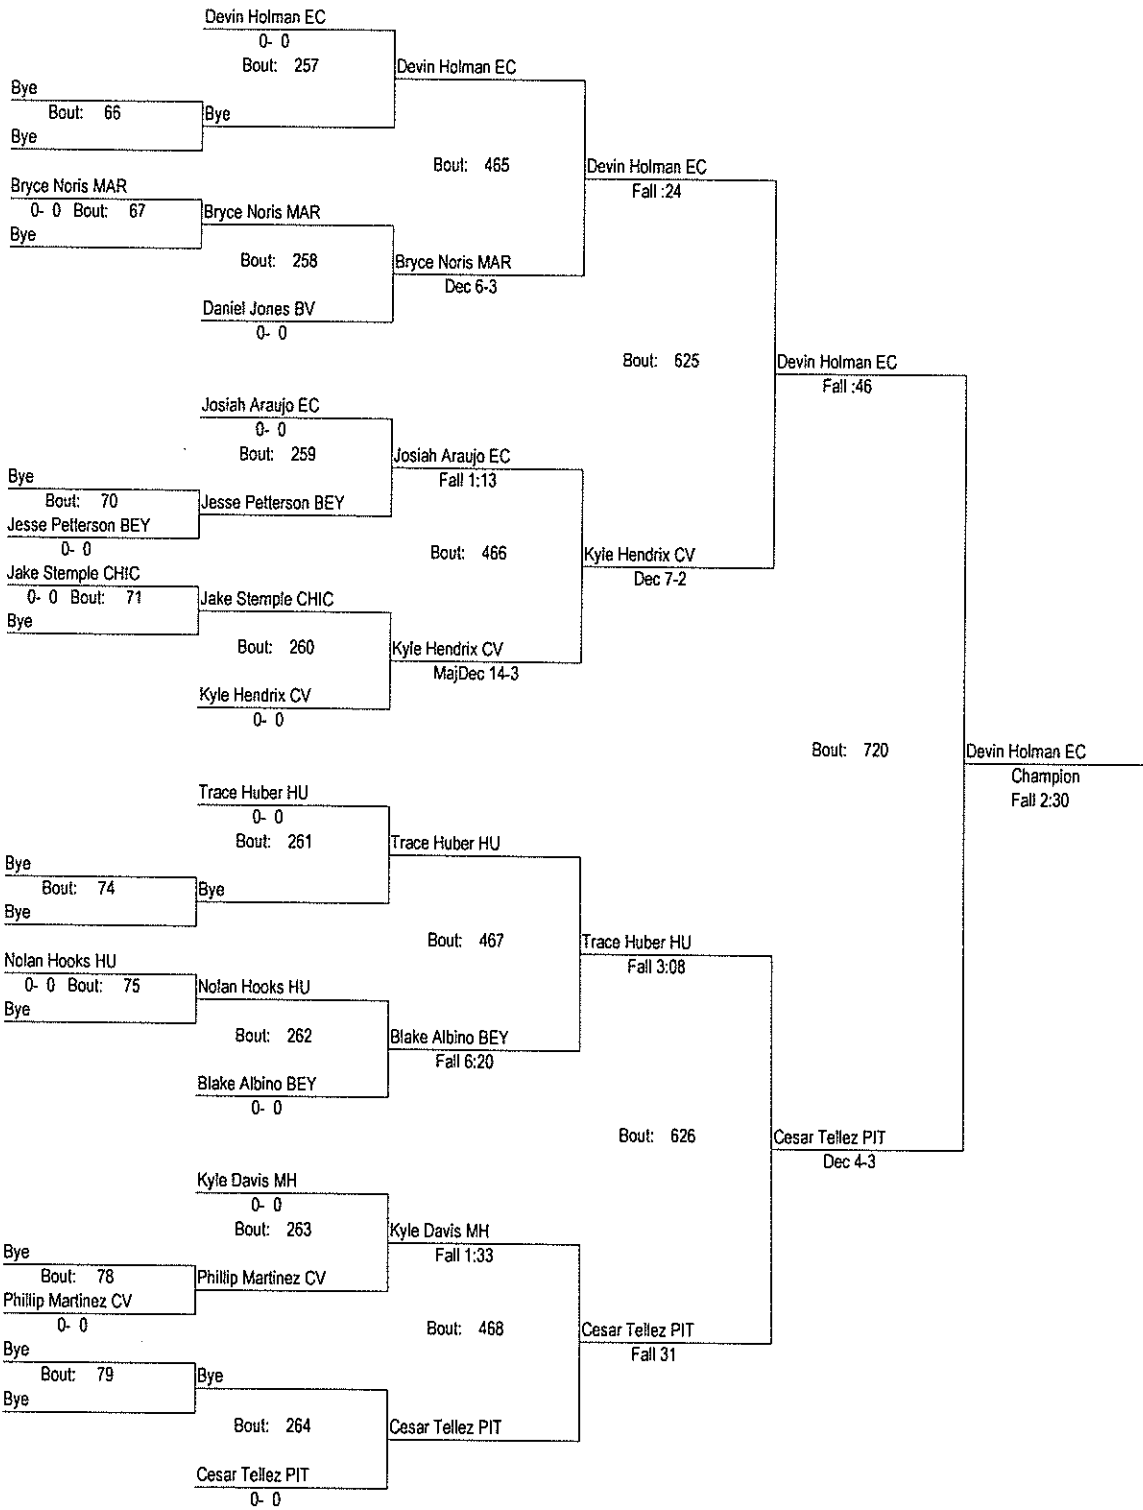 Devin Holman EC
0- 0
Bout: 257
Devin Holman EC
Bye
Bout: 66
Bye
Bye
Bout: 465
Devin Holman EC
Fall :24
Bryce Noris MAR
0- 0 Bout: 67
Bryce Noris MAR
Bye
Bout: 258
Bryce Noris MAR
Dec 6-3
Daniel Jones BV
0- 0
Bout: 625
Devin Holman EC
Fall :46
Josiah Araujo EC
0- 0
Bout: 259
Josiah Araujo EC
Fall 1:13
Bye
Bout: 70
Jesse Petterson BEY
Jesse Petterson BEY
0- 0
Bout: 466
Kyle Hendrix CV
Dec 7-2
Jake Stemple CHIC
0- 0 Bout: 71
Jake Stemple CHIC
Bye
Bout: 260
Kyle Hendrix CV
MajDec 14-3
Kyle Hendrix CV
0- 0
Bout: 720
Devin Holman EC
Champion
Fall 2:30
Trace Huber HU
0- 0
Bout: 261
Trace Huber HU
Bye
Bout: 74
Bye
Bye
Bout: 467
Trace Huber HU
Fall 3:08
Nolan Hooks HU
0- 0 Bout: 75
Nolan Hooks HU
Bye
Bout: 262
Blake Albino BEY
Fall 6:20
Blake Albino BEY
0- 0
Bout: 626
Cesar Tellez PIT
Dec 4-3
Kyle Davis MH
0- 0
Bout: 263
Kyle Davis MH
Fall 1:33
Bye
Bout: 78
Phillip Martinez CV
Phillip Martinez CV
0- 0
Bout: 468
Cesar Tellez PIT
Fall 31
Bye
Bout: 79
Bye
Bye
Bout: 264
Cesar Tellez PIT
Cesar Tellez PIT
0- 0